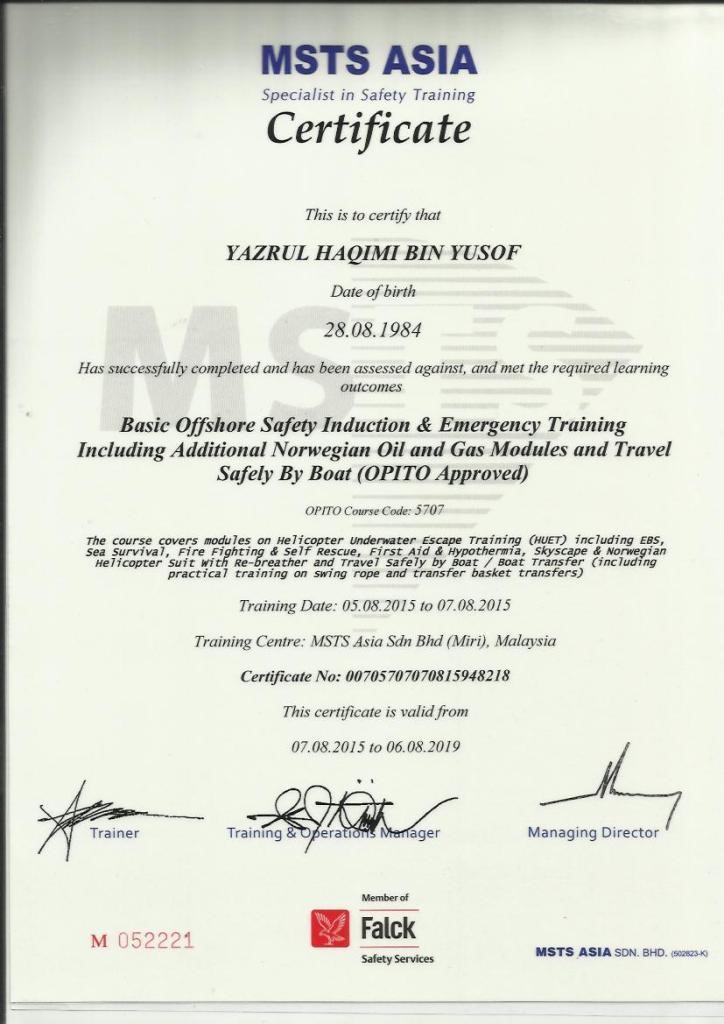 MSTS ASIA
Specialist in Safety Training
Certificate
This is to certify that
YAZRUL HAQIMI BIN YUSOF
Date of birth
28.08.1984
Has successfully completed and has been assessed against, and met the required learning
outcomes
Basic Offshore Safety Induction & Emergency Training
Including Additional Norwegian Oil and Gas Modules and Travel
Safely By Boat (OPITO Approved)
OPITO Course Code: 5707
The course covers modules on Helicopter Underwater Escape Training (HUET) including EBS,
Sea Survival, Fire Fighting & Self Rescue, First Aid & Hypothermia, Skyscape & Norwegian
Helicopter Suit With Re-breather and Travel Safely by Boat / Boat Transfer (including
practical training on swing rope and transfer basket transfers)
Training Date: 05.08.2015 to 07.08.2015
Training Centre: MSTS Asia Sdn Bhd (Miri), Malaysia
Certificate No: 00705707070815948218
This certificate is valid from
07.08.2015 to 06.08.2019
Trainer
Training & Operations Manager
Managing Director
Member of
Falck
Safety Services
M 052221
MSTS ASIA SDN. BHD. (502823-K)
MSTS